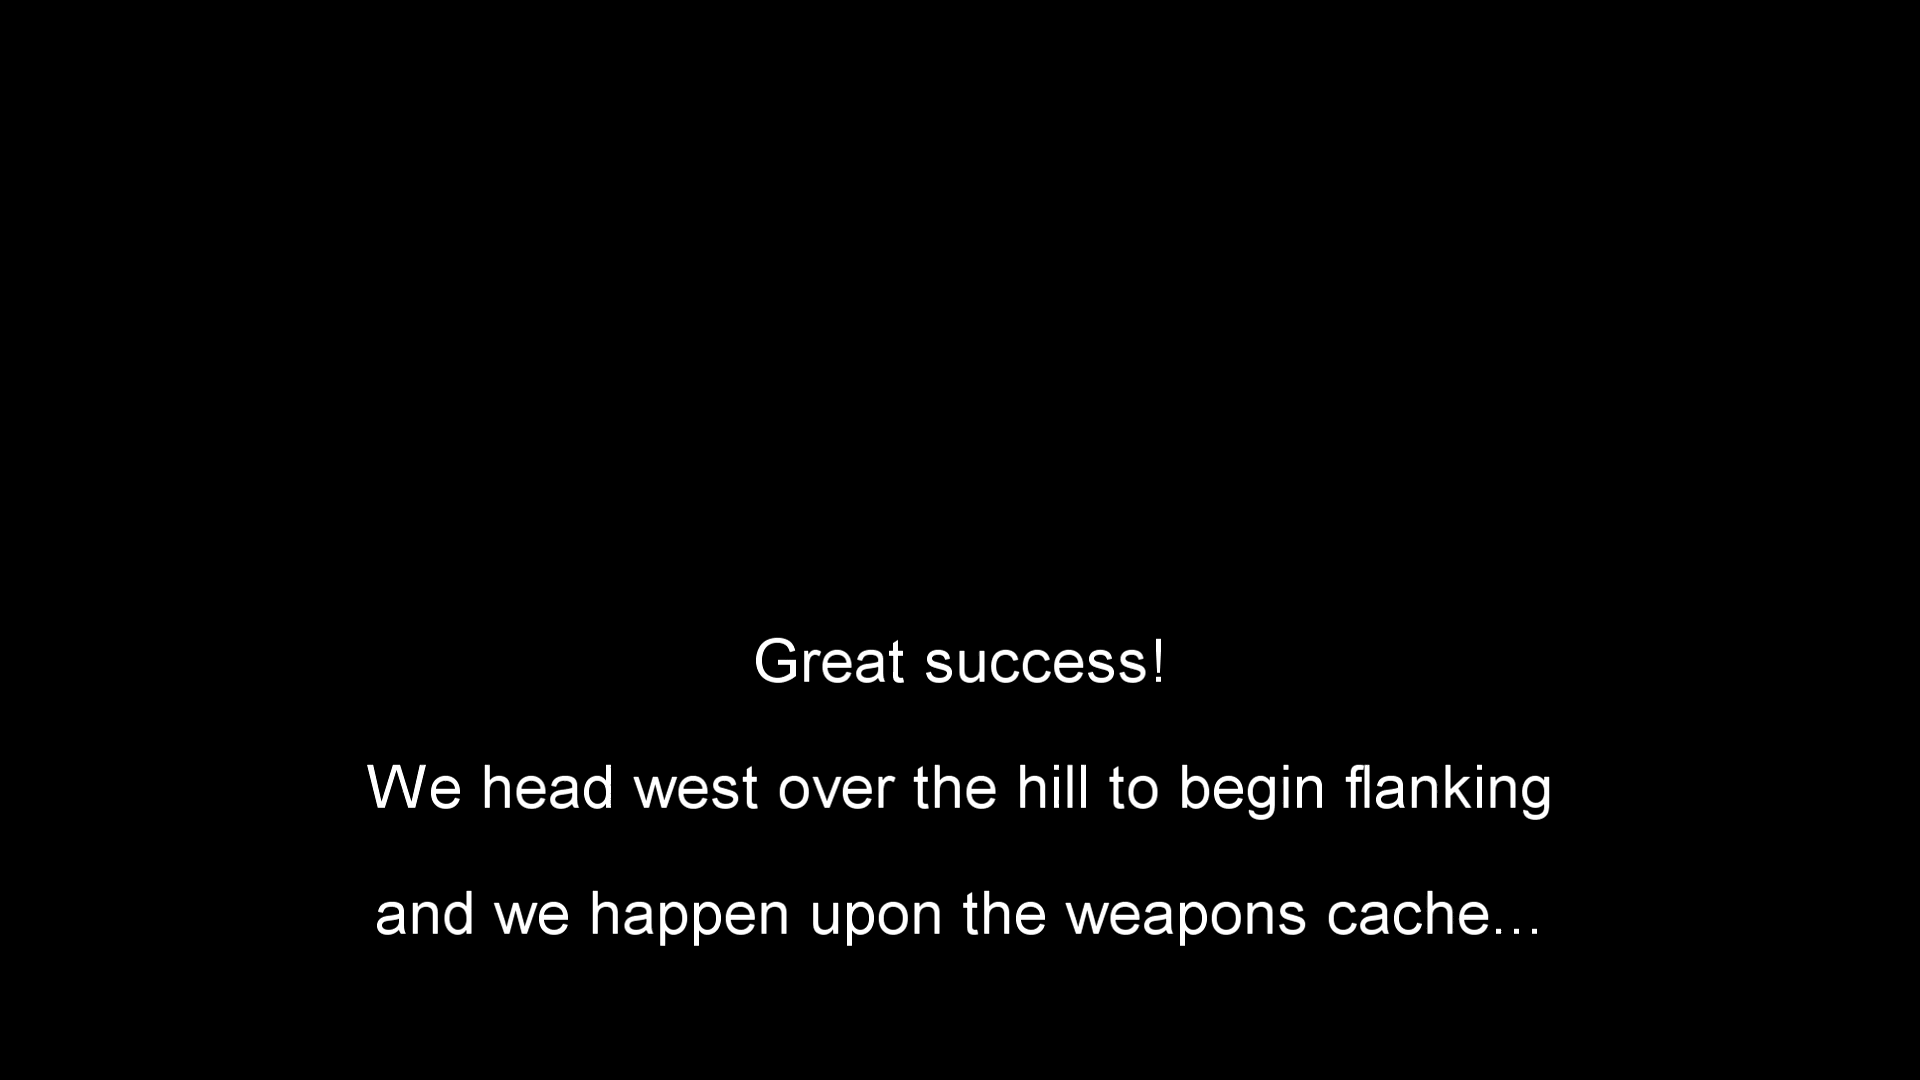 Great success!
We head west over the hill to begin flanking
and we happen upon the weapons cache...